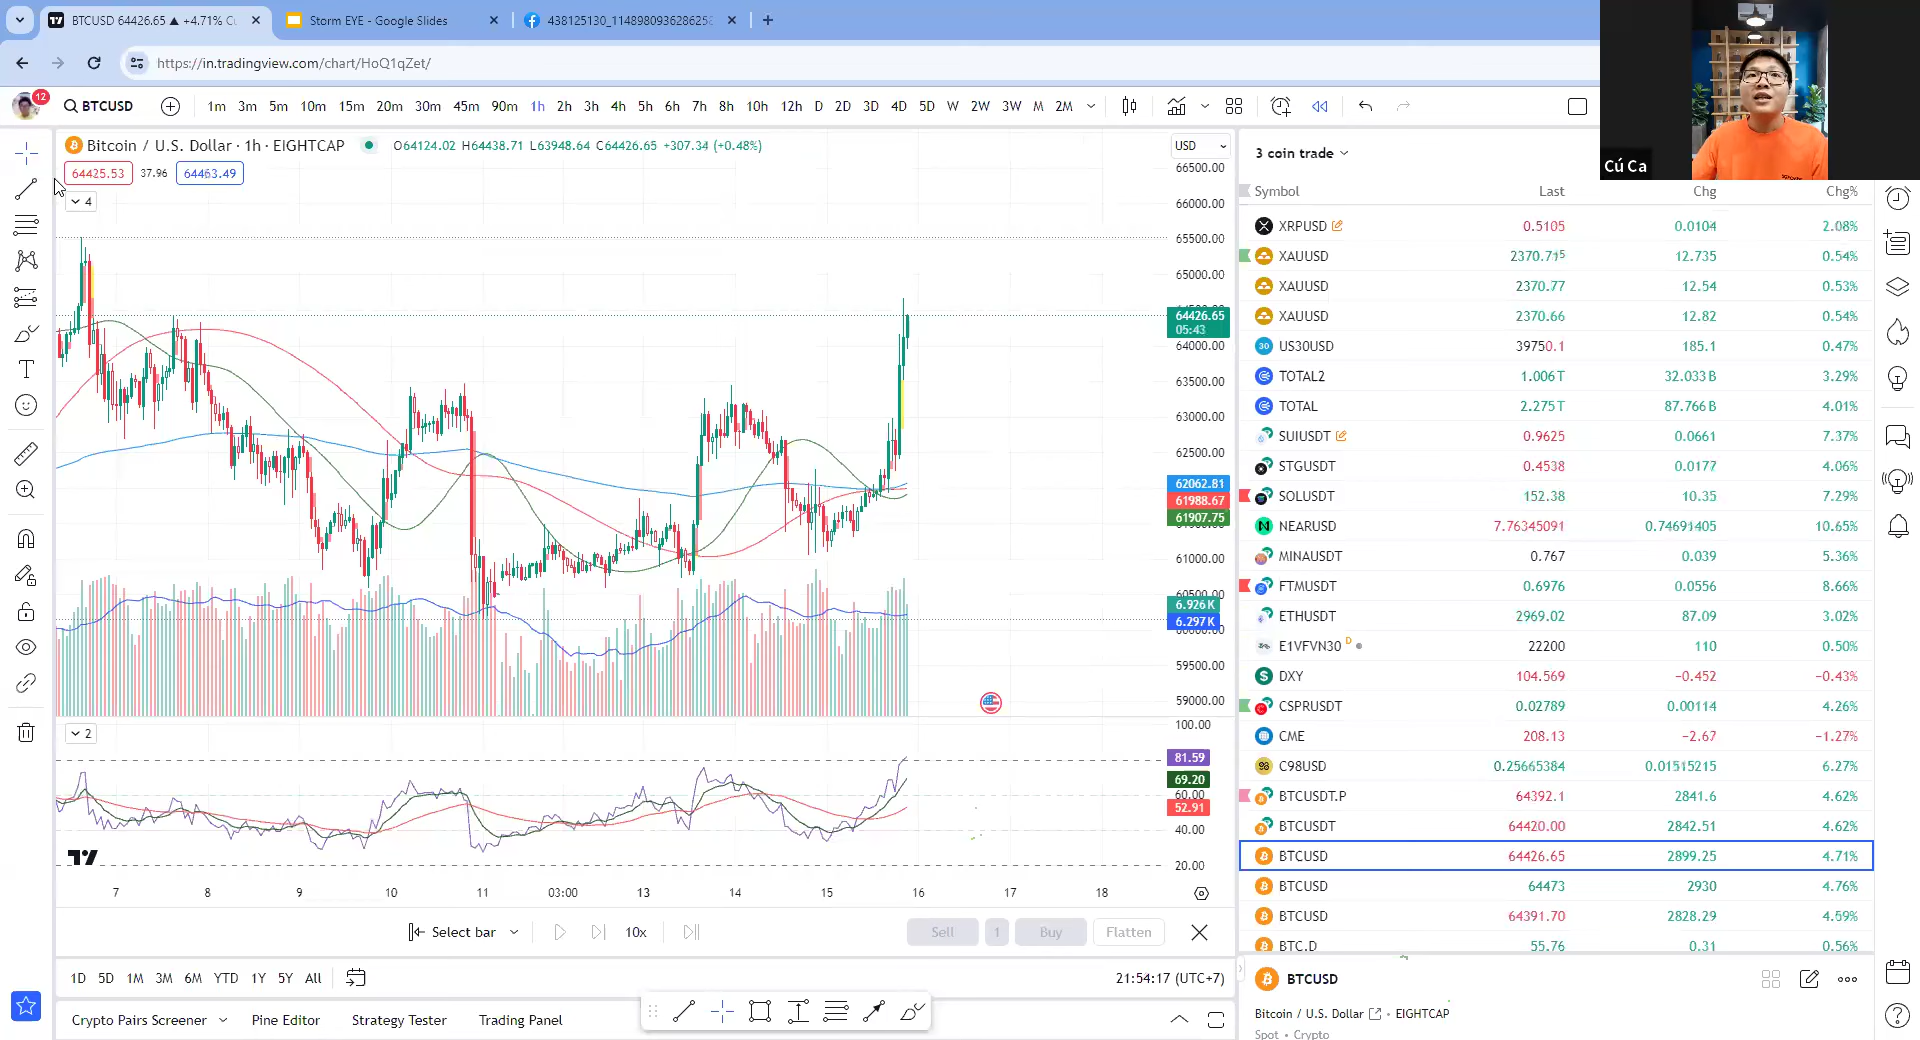 BTCUSD 64426.65 ▲ +4.71%
Storm EYE - Google Slides
438125130_114898093628625
https://in.tradingview.com/chart/HoQ1qZet/
12
BTCUSD 1m 3m 5m 10m 15m 20m 30m 45m 90m 1h 2h 3h 4h 5h 6h 7h 8h 10h 12h D 2D 3D 4D 5D W 2W 3W M 2M
Bitcoin / U.S. Dollar · 1h · EIGHTCAP O64124.02 H64438.71 L63948.64 C64426.65 +307.34 (+0.48%)
64425.53 37.96 64463.49
4
USD
66500.00
66000.00
65500.00
65000.00
64426.65
05:43
64000.00
63500.00
63000.00
62500.00
62062.81
61988.67
61907.75
61000.00
6.926K
6.297K
59500.00
59000.00
2
100.00
81.59
69.20
60.00
52.91
40.00
20.00
7 8 9 10 11 03:00 13 14 15 16 17 18
Select bar 10x Sell 1 Buy Flatten
1D 5D 1M 3M 6M YTD 1Y 5Y All 21:54:17 (UTC+7)
Crypto Pairs Screener Pine Editor Strategy Tester Trading Panel
Cú Ca
3 coin trade
Symbol Last Chg Chg%
XRPUSD 0.5105 0.0104 2.08%
XAUUSD 2370.715 12.735 0.54%
XAUUSD 2370.77 12.54 0.53%
XAUUSD 2370.66 12.82 0.54%
30 US30USD 39750.1 185.1 0.47%
TOTAL2 1.006T 32.033B 3.29%
TOTAL 2.275T 87.766B 4.01%
SUIUSDT 0.9625 0.0661 7.37%
STGUSDT 0.4538 0.0177 4.06%
SOLUSDT 152.38 10.35 7.29%
NEARUSD 7.76345091 0.74691405 10.65%
MINAUSDT 0.767 0.039 5.36%
FTMUSDT 0.6976 0.0556 8.66%
ETHUSDT 2969.02 87.09 3.02%
E1VFVN30 D 22200 110 0.50%
DXY 104.569 −0.452 −0.43%
CSPRUSDT 0.02789 0.00114 4.26%
CME 208.13 −2.67 −1.27%
C98USD 0.25665384 0.01515215 6.27%
BTCUSDT.P 64392.1 2841.6 4.62%
BTCUSDT 64420.00 2842.51 4.62%
BTCUSD 64426.65 2899.25 4.71%
BTCUSD 64473 2930 4.76%
BTCUSD 64391.70 2828.29 4.59%
BTC.D 55.76 0.31 0.56%
BTCUSD
Bitcoin / U.S. Dollar · EIGHTCAP
Spot · Crypto